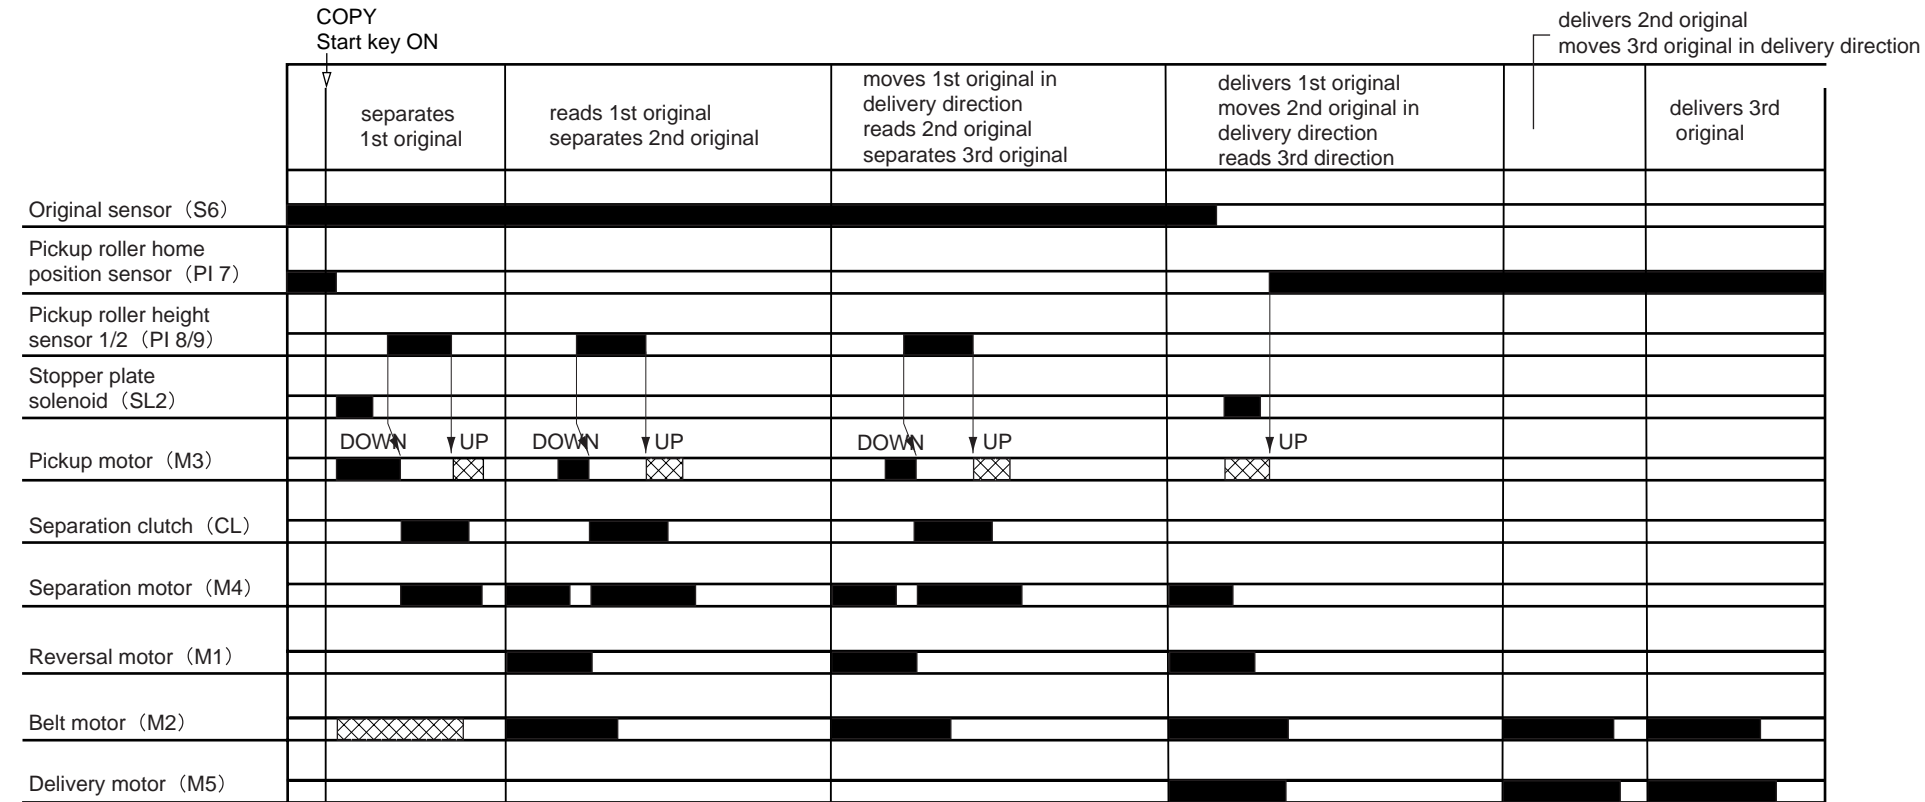 COPY
Start key ON
delivers 2nd original
moves 3rd original in delivery direction
separates
1st original
reads 1st original
separates 2nd original
moves 1st original in
delivery direction
reads 2nd original
separates 3rd original
delivers 1st original
moves 2nd original in
delivery direction
reads 3rd direction
delivers 3rd
original
Original sensor（S6）
Pickup roller home
position sensor（PI 7）
Pickup roller height
sensor 1/2（PI 8/9）
Stopper plate
solenoid（SL2）
DOWN UP DOWN UP DOWN UP UP
Pickup motor（M3）
Separation clutch（CL）
Separation motor（M4）
Reversal motor（M1）
Belt motor（M2）
Delivery motor（M5）